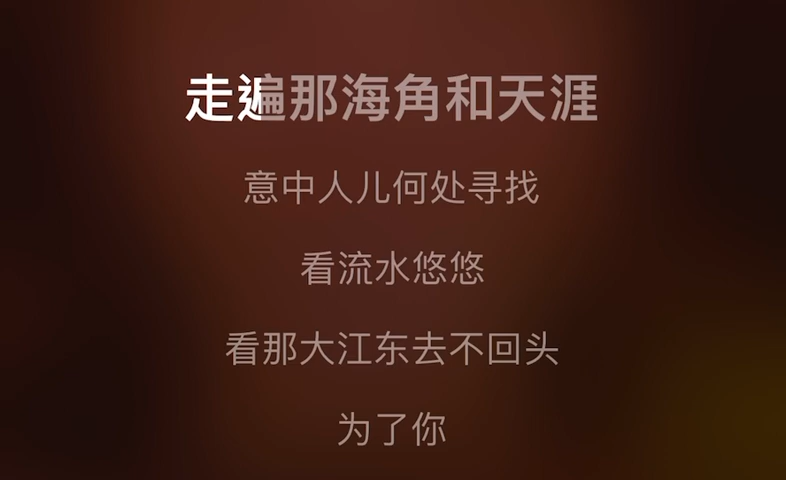 走遍那海角和天涯
意中人儿何处寻找
看流水悠悠
看那大江东去不回头
为了你